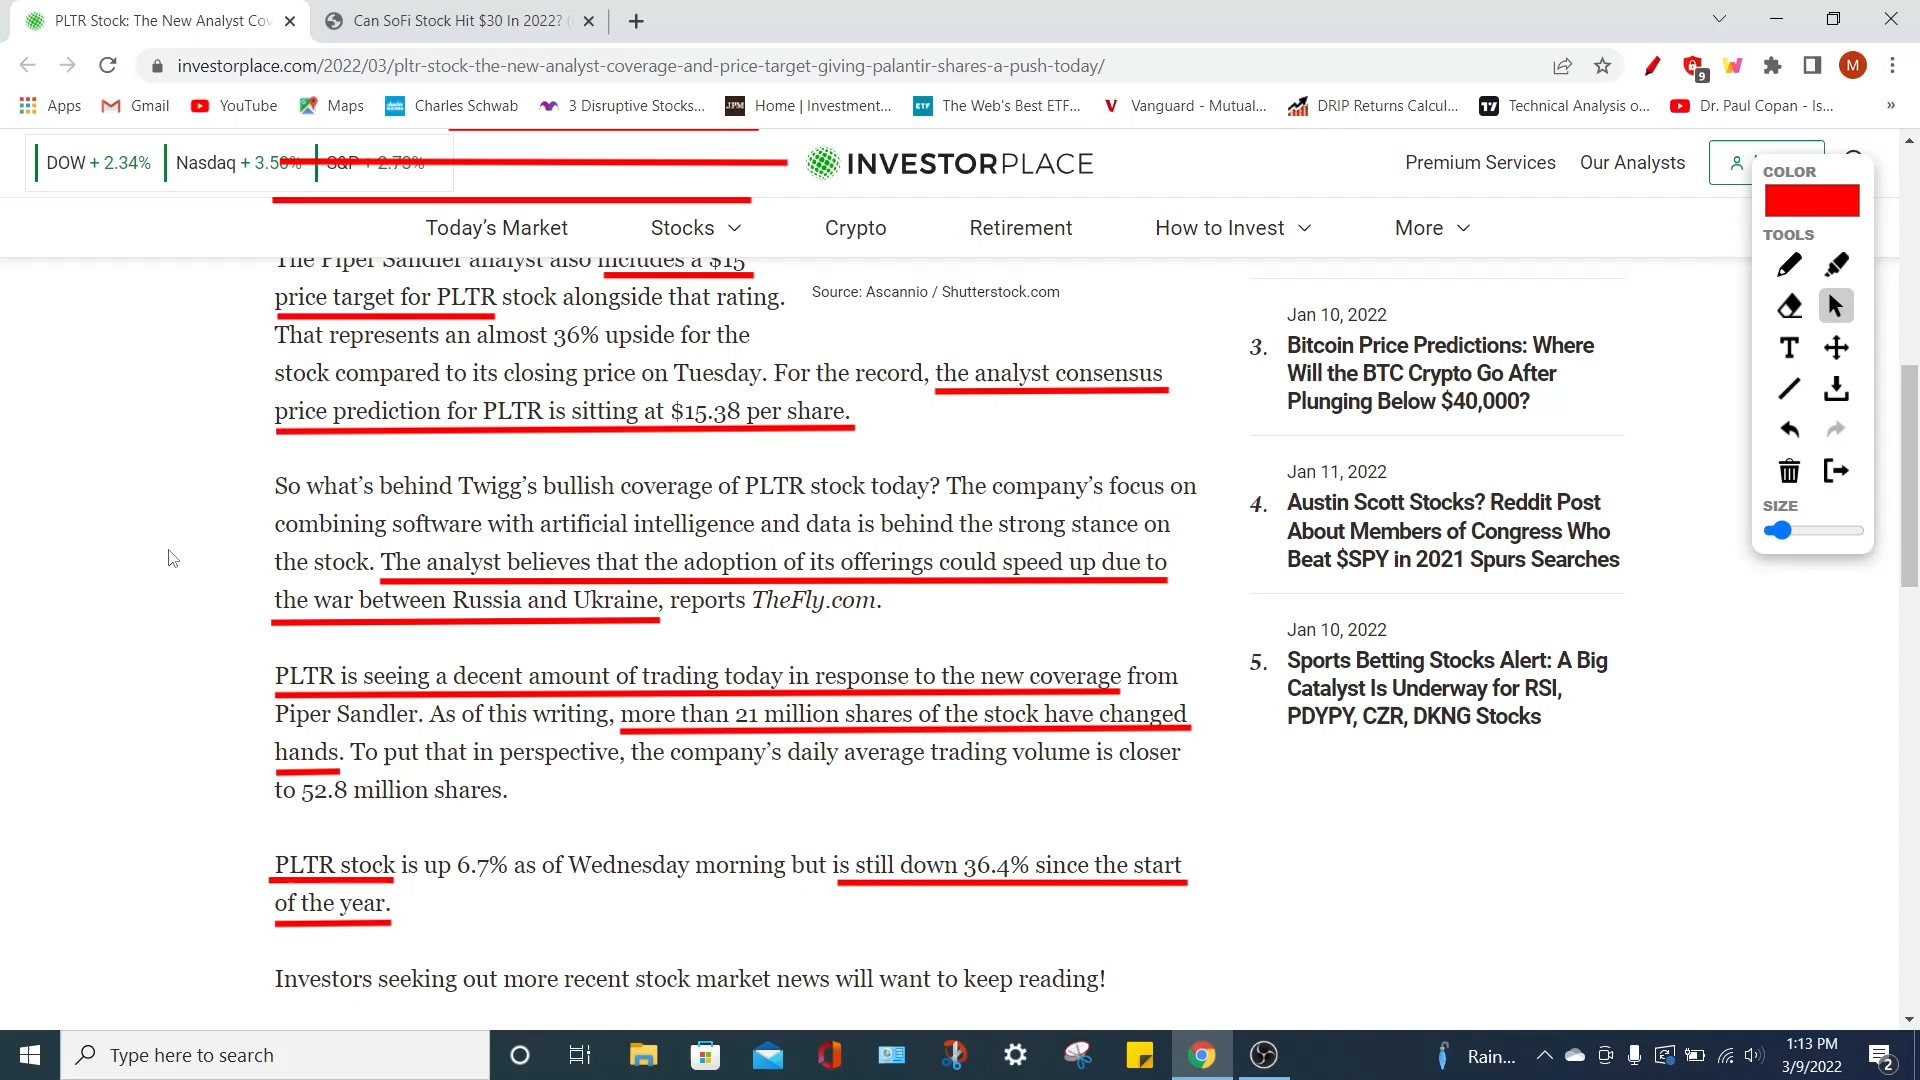 PLTR Stock: The New Analyst Cov
Can SoFi Stock Hit $30 In 2022? (
investorplace.com/2022/03/pltr-stock-the-new-analyst-coverage-and-price-target-giving-palantir-shares-a-push-today/
9
M
Apps
Gmail
YouTube
Maps
Charles Schwab
3 Disruptive Stocks...
JPM
Home | Investment...
ETF
The Web's Best ETF...
Vanguard - Mutual...
DRIP Returns Calcul...
Technical Analysis o...
Dr. Paul Copan - Is...
»
DOW + 2.34%
Nasdaq + 3.50%
S&P + 2.73%
INVESTORPLACE
Premium Services
Our Analysts
Today's Market
Stocks
Crypto
Retirement
How to Invest
More
The Piper Sandler analyst also includes a $15
price target for PLTR stock alongside that rating.
That represents an almost 36% upside for the
stock compared to its closing price on Tuesday. For the record, the analyst consensus
price prediction for PLTR is sitting at $15.38 per share.
Source: Ascannio / Shutterstock.com
So what's behind Twigg's bullish coverage of PLTR stock today? The company's focus on
combining software with artificial intelligence and data is behind the strong stance on
the stock. The analyst believes that the adoption of its offerings could speed up due to
the war between Russia and Ukraine, reports TheFly.com.
PLTR is seeing a decent amount of trading today in response to the new coverage from
Piper Sandler. As of this writing, more than 21 million shares of the stock have changed
hands. To put that in perspective, the company's daily average trading volume is closer
to 52.8 million shares.
PLTR stock is up 6.7% as of Wednesday morning but is still down 36.4% since the start
of the year.
Investors seeking out more recent stock market news will want to keep reading!
Jan 10, 2022
3. Bitcoin Price Predictions: Where
Will the BTC Crypto Go After
Plunging Below $40,000?
Jan 11, 2022
4. Austin Scott Stocks? Reddit Post
About Members of Congress Who
Beat $SPY in 2021 Spurs Searches
Jan 10, 2022
5. Sports Betting Stocks Alert: A Big
Catalyst Is Underway for RSI,
PDYPY, CZR, DKNG Stocks
COLOR
TOOLS
SIZE
Type here to search
Rain...
1:13 PM
3/9/2022
2